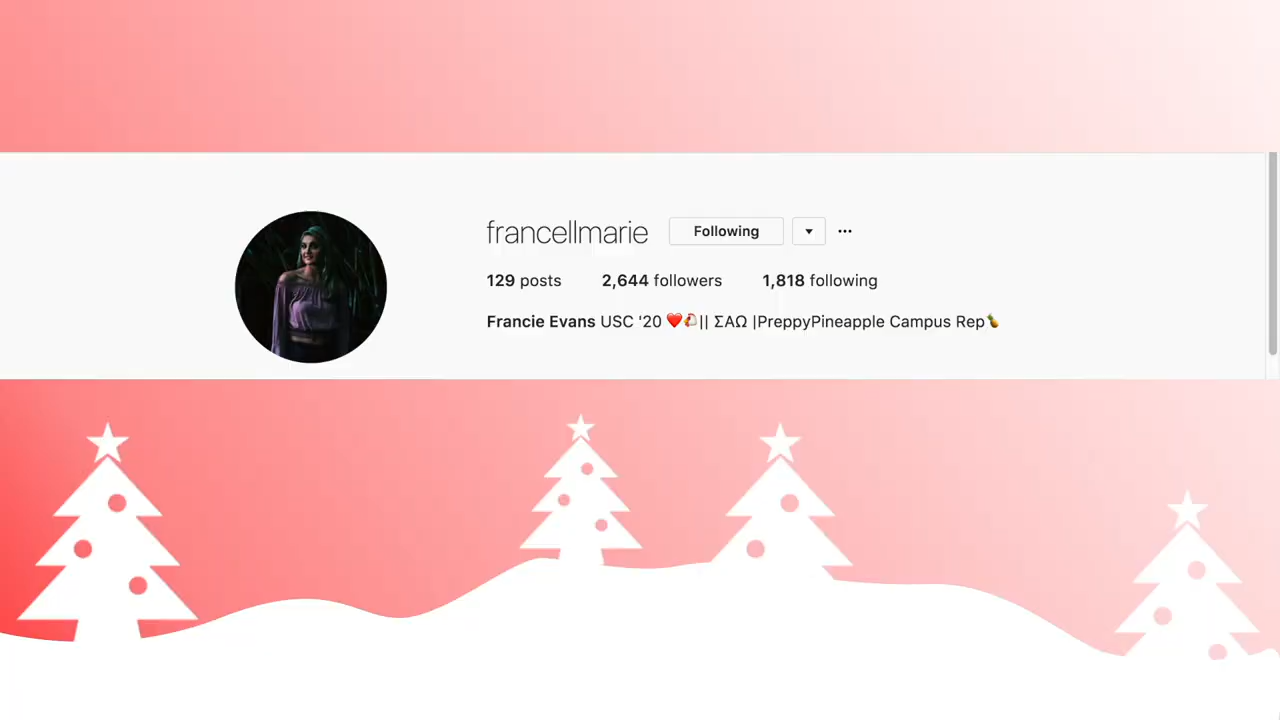 francellmarie Following
129 posts 2,644 followers 1,818 following
Francie Evans USC '20 ❤️🐔|| ΣΑΩ |PreppyPineapple Campus Rep🍍